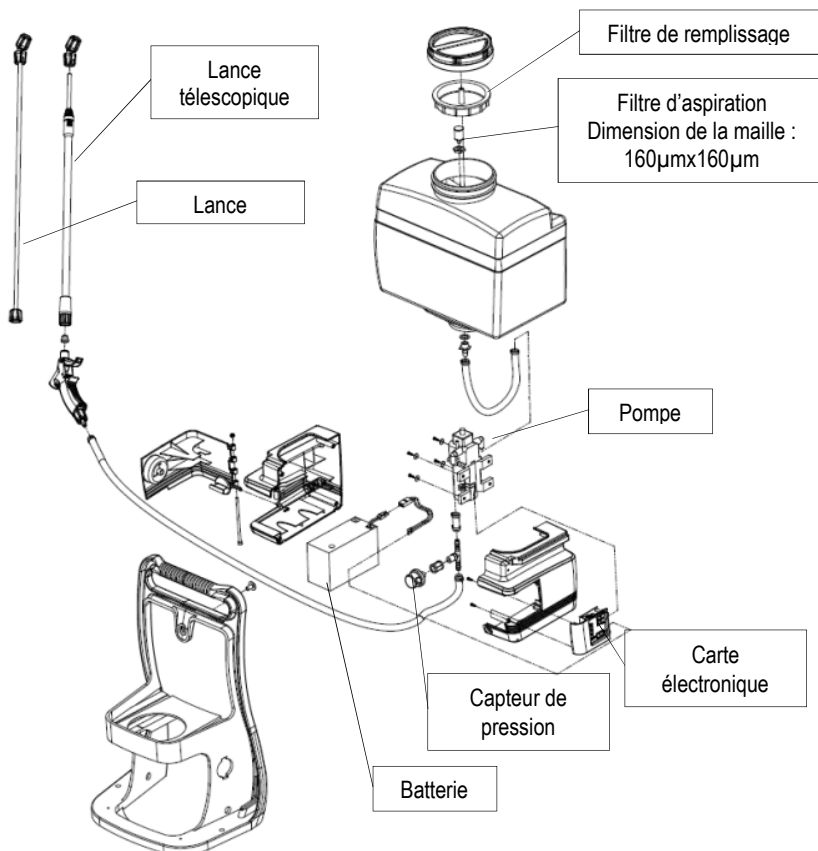 Filtre de remplissage
Lance
télescopique
Filtre d'aspiration
Dimension de la maille :
160µmx160µm
Lance
Pompe
Carte
électronique
Capteur de
pression
Batterie